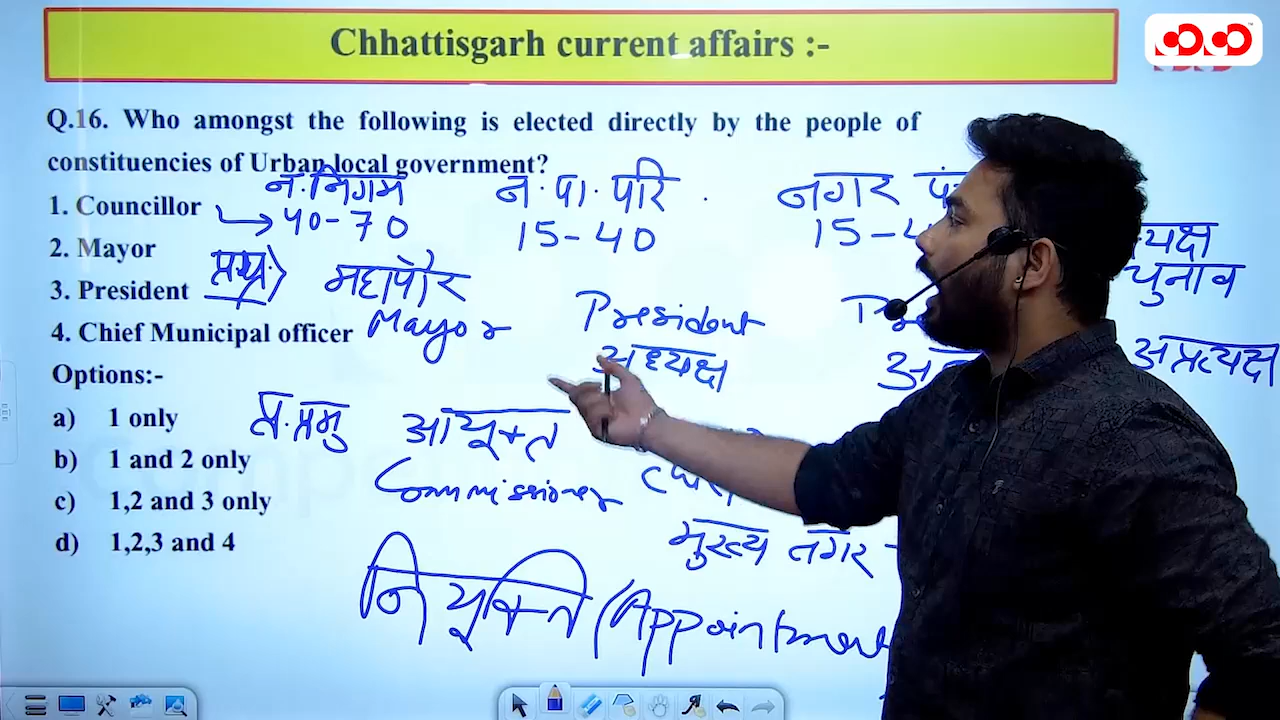 Chhattisgarh current affairs :-
Q.16. Who amongst the following is elected directly by the people of
constituencies of Urban local government?
न.निगम न.पा.परि. नगर
1. Councillor 40-70 15-40 15-
2. Mayor
महापौर चुनाव
3. President President
4. Chief Municipal officer Mayor अध्यक्ष अप्रत्यक्ष
Options:-
a) 1 only आयुक्त
b) 1 and 2 only
c) 1,2 and 3 only Commissioner
d) 1,2,3 and 4 मुख्य नगर
नियुक्ति (Appointment